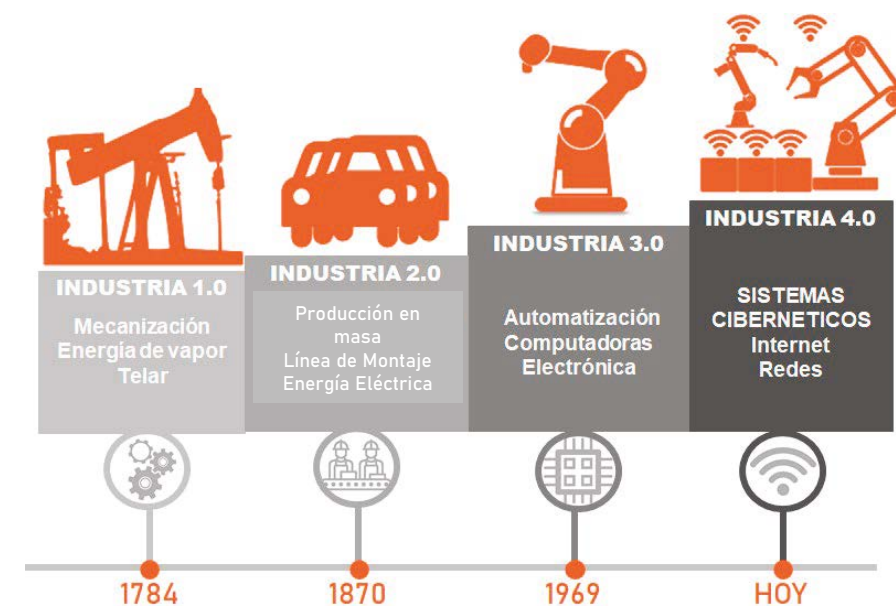 INDUSTRIA 1.0
Mecanización
Energía de vapor
Telar
INDUSTRIA 2.0
Producción en
masa
Línea de Montaje
Energía Eléctrica
INDUSTRIA 3.0
Automatización
Computadoras
Electrónica
INDUSTRIA 4.0
SISTEMAS
CIBERNETICOS
Internet
Redes
1784
1870
1969
HOY